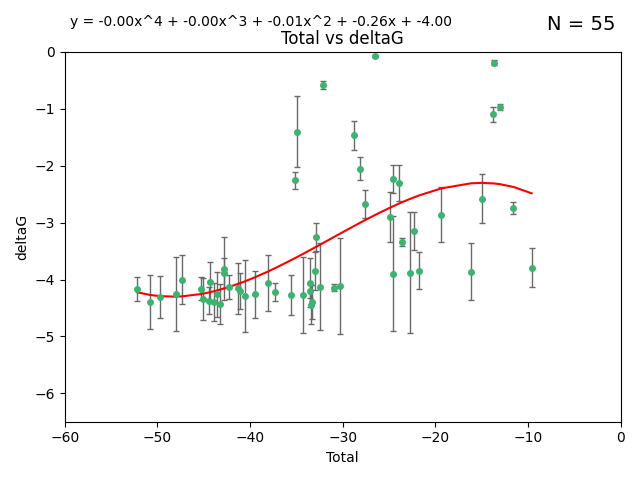 y = -0.00x^4 + -0.00x^3 + -0.01x^2 + -0.26x + -4.00
N = 55
Total vs deltaG
0
−1
−2
−3
−4
−5
−6
deltaG
−60
−50
−40
−30
−20
−10
0
Total